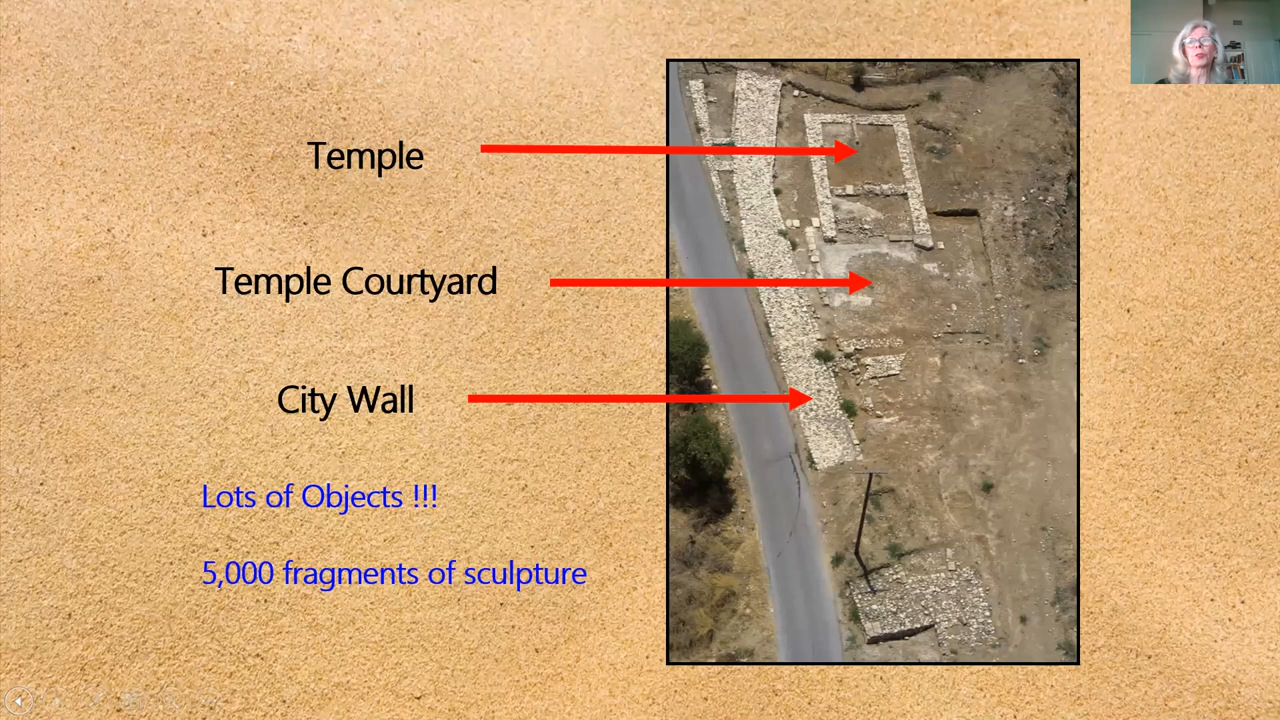 Temple
Temple Courtyard
City Wall
Lots of Objects !!!
5,000 fragments of sculpture